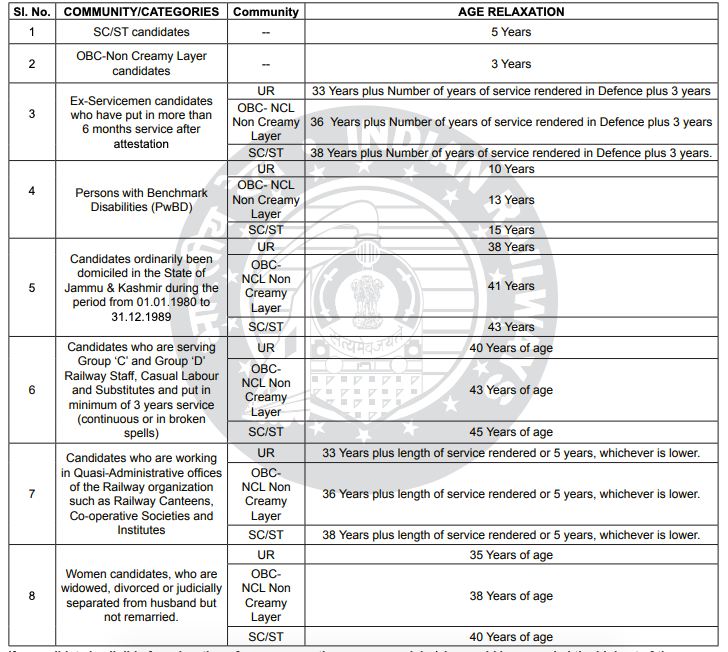 Sl. No. COMMUNITY/CATEGORIES Community AGE RELAXATION
1 SC/ST candidates -- 5 Years
2 OBC-Non Creamy Layer candidates -- 3 Years
3 Ex-Servicemen candidates
who have put in more than
6 months service after
attestation
UR 33 Years plus Number of years of service rendered in Defence plus 3 years
OBC- NCL
Non Creamy
Layer
36 Years plus Number of years of service rendered in Defence plus 3 years
SC/ST 38 Years plus Number of years of service rendered in Defence plus 3 years.
4 Persons with Benchmark
Disabilities (PwBD)
UR 10 Years
OBC- NCL
Non Creamy
Layer
13 Years
SC/ST 15 Years
5 Candidates ordinarily been
domiciled in the State of
Jammu & Kashmir during the
period from 01.01.1980 to
31.12.1989
UR 38 Years
OBC-
NCL Non
Creamy
Layer
41 Years
SC/ST 43 Years
6 Candidates who are serving
Group ‘C’ and Group ‘D’
Railway Staff, Casual Labour
and Substitutes and put in
minimum of 3 years service
(continuous or in broken
spells)
UR 40 Years of age
OBC-
NCL Non
Creamy
Layer
43 Years of age
SC/ST 45 Years of age
7 Candidates who are working
in Quasi-Administrative offices
of the Railway organization
such as Railway Canteens,
Co-operative Societies and
Institutes
UR 33 Years plus length of service rendered or 5 years, whichever is lower.
OBC-
NCL Non
Creamy
Layer
36 Years plus length of service rendered or 5 years, whichever is lower.
SC/ST 38 Years plus length of service rendered or 5 years, whichever is lower.
8 Women candidates, who are
widowed, divorced or judicially
separated from husband but
not remarried.
UR 35 Years of age
OBC-
NCL Non
Creamy
Layer
38 Years of age
SC/ST 40 Years of age
INDIAN RAILWAYS
सत्यमेव जयते